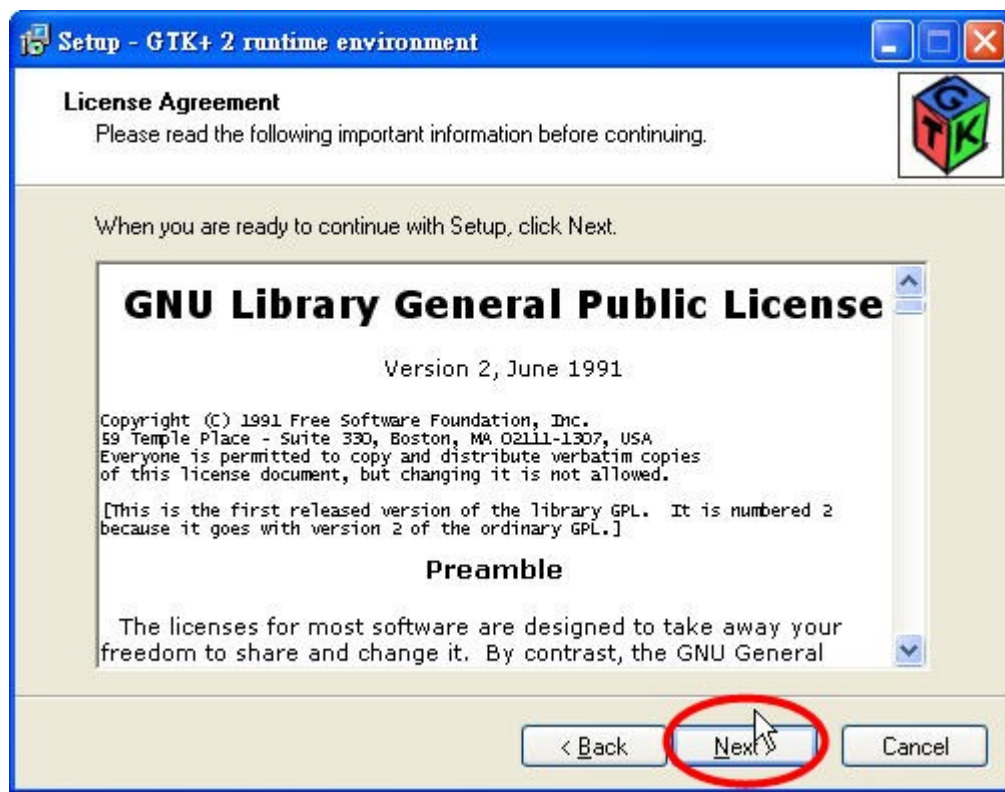 Setup - GTK+ 2 runtime environment
License Agreement
Please read the following important information before continuing.
G
T K
When you are ready to continue with Setup, click Next.
GNU Library General Public License
Version 2, June 1991
Copyright (C) 1991 Free Software Foundation, Inc.
59 Temple Place - Suite 330, Boston, MA 02111-1307, USA
Everyone is permitted to copy and distribute verbatim copies
of this license document, but changing it is not allowed.
[This is the first released version of the library GPL.  It is numbered 2
because it goes with version 2 of the ordinary GPL.]
Preamble
The licenses for most software are designed to take away your
freedom to share and change it.  By contrast, the GNU General
< Back
Next >
Cancel